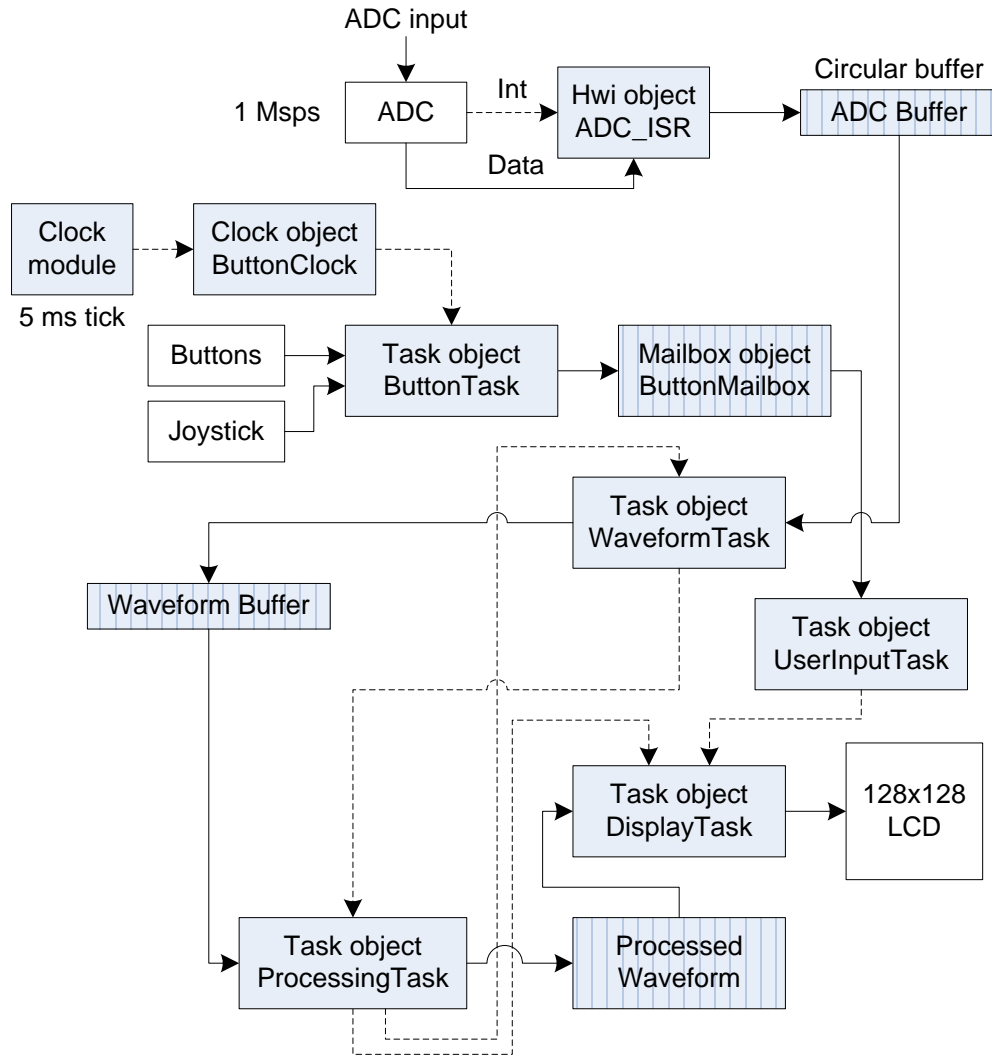 ADC input
1 Msps
ADC
Int
Data
Hwi object
ADC_ISR
Circular buffer
ADC Buffer
Clock
module
5 ms tick
Clock object
ButtonClock
Buttons
Joystick
Task object
ButtonTask
Mailbox object
ButtonMailbox
Task object
WaveformTask
Waveform Buffer
Task object
UserInputTask
Task object
DisplayTask
128x128
LCD
Task object
ProcessingTask
Processed
Waveform